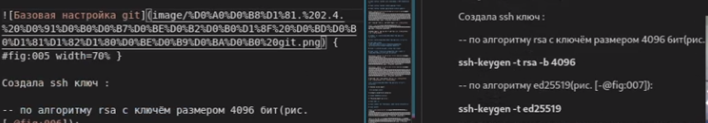 ![Базовая настройка git](image/%D0%A0%D0%B8%D1%81.%202.4.
%20%D0%91%D0%B0%D0%B7%D0%BE%D0%B2%D0%B0%D1%8F%20%D0%BD%D0%B
0%D1%81%D1%82%D1%80%D0%BE%D0%B9%D0%BA%D0%B0%20git.png) {
#fig:005 width=70% }
Создала ssh ключ :
-- по алгоритму rsa с ключём размером 4096 бит(рис.
[-@fig:006]):
Создала ssh ключ :
-- по алгоритму rsa с ключём размером 4096 бит(рис.
ssh-keygen -t rsa -b 4096
-- по алгоритму ed25519(рис. [-@fig:007]):
ssh-keygen -t ed25519